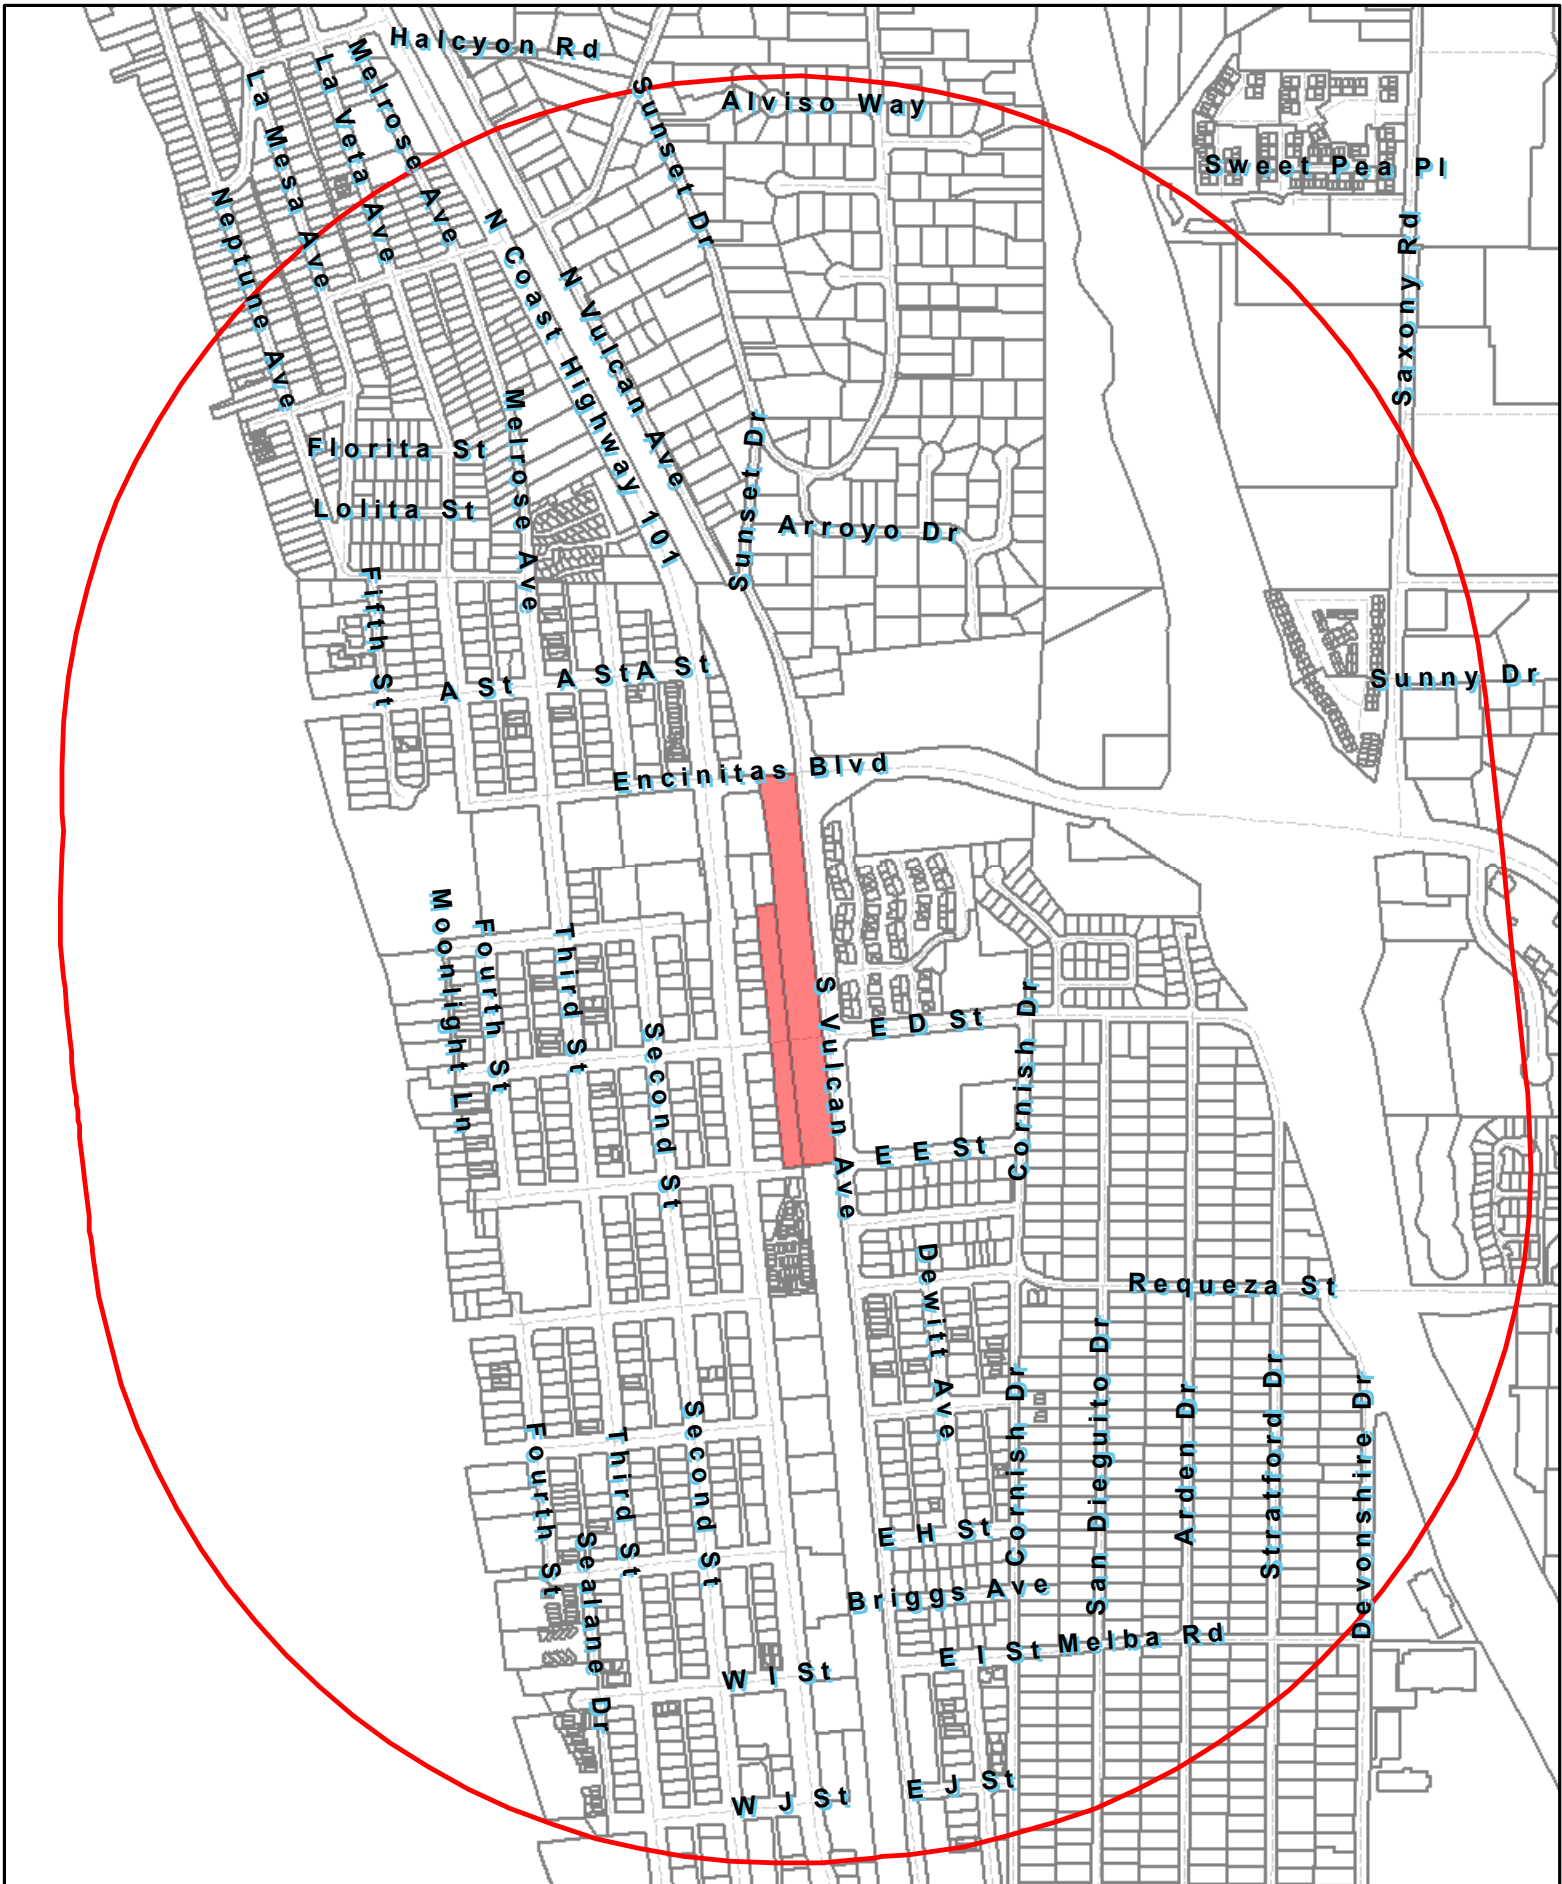 Halcyon Rd
Melrose Ave
La Veta Ave
La Mesa Ave
Sunset Dr
Alviso Way
Sweet Pea Pl
Neptune Ave
N Coast Highway 101
N Vulcan Ave
Saxony Rd
Melrose Ave
Sunset Dr
Florita St
Lolita St
Arroyo Dr
Fifth St
A St
A St
A St
Sunny Dr
Encinitas Blvd
Moonlight Ln
Fourth St
Third St
Second St
S Vulcan Ave
E D St
Cornish Dr
E E St
Dewitt Ave
Requeza St
Cornish Dr
San Dieguito Dr
Arden Dr
Stratford Dr
Devonshire Dr
Fourth St
Third St
Second St
Sealane Dr
E H St
Briggs Ave
E I St
Melba Rd
W I St
E J St
W J St